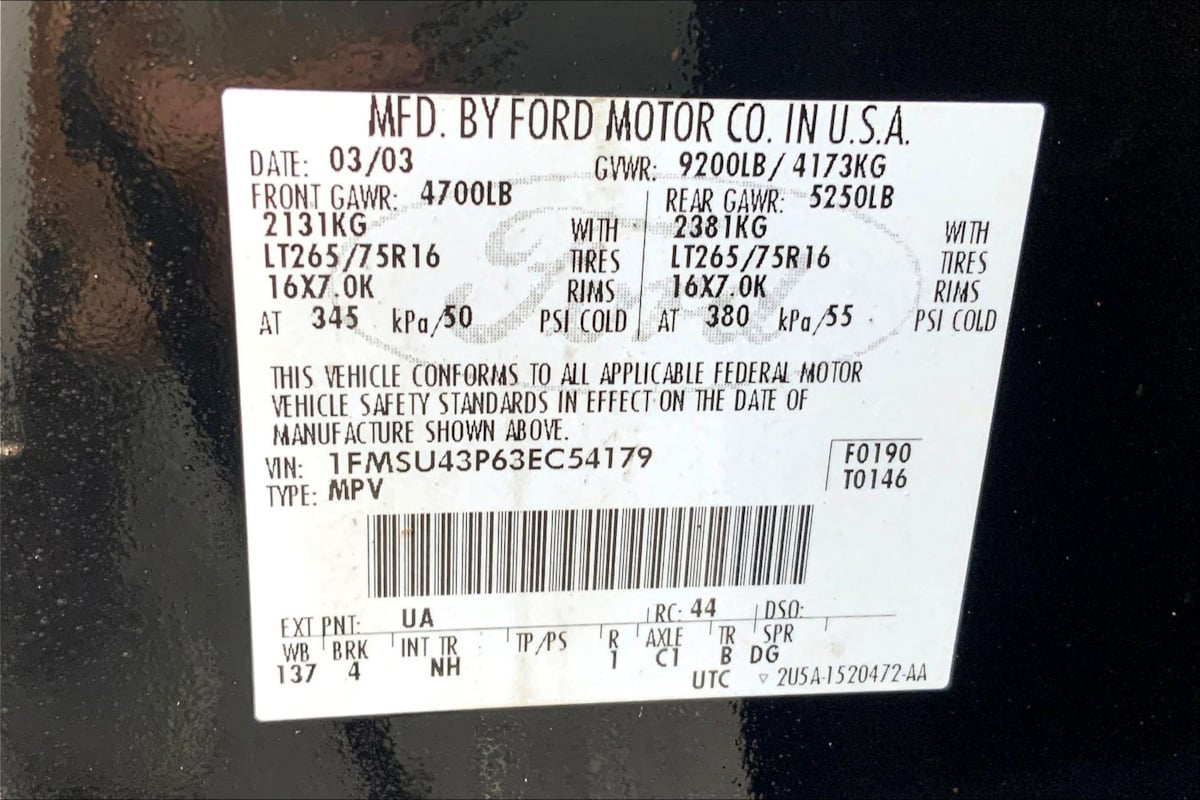 MFD. BY FORD MOTOR CO. IN U.S.A.
DATE: 03/03 GVWR: 9200LB/ 4173KG
FRONT GAWR: 4700LB REAR GAWR: 5250LB
2131KG WITH 2381KG WITH
LT265/75R16 TIRES LT265/75R16 TIRES
16X7.0K RIMS 16X7.0K RIMS
AT 345 kPa/50 PSI COLD AT 380 kPa/55 PSI COLD
Ford
THIS VEHICLE CONFORMS TO ALL APPLICABLE FEDERAL MOTOR
VEHICLE SAFETY STANDARDS IN EFFECT ON THE DATE OF
MANUFACTURE SHOWN ABOVE.
VIN: 1FMSU43P63EC54179 F0190
TYPE: MPV T0146
EXT PNT: UA RC: 44 DSO:
WB BRK INT TR TP/PS R AXLE TR SPR
137 4 NH 1 C1 B DG
UTC ▽ 2U5A-1520472-AA